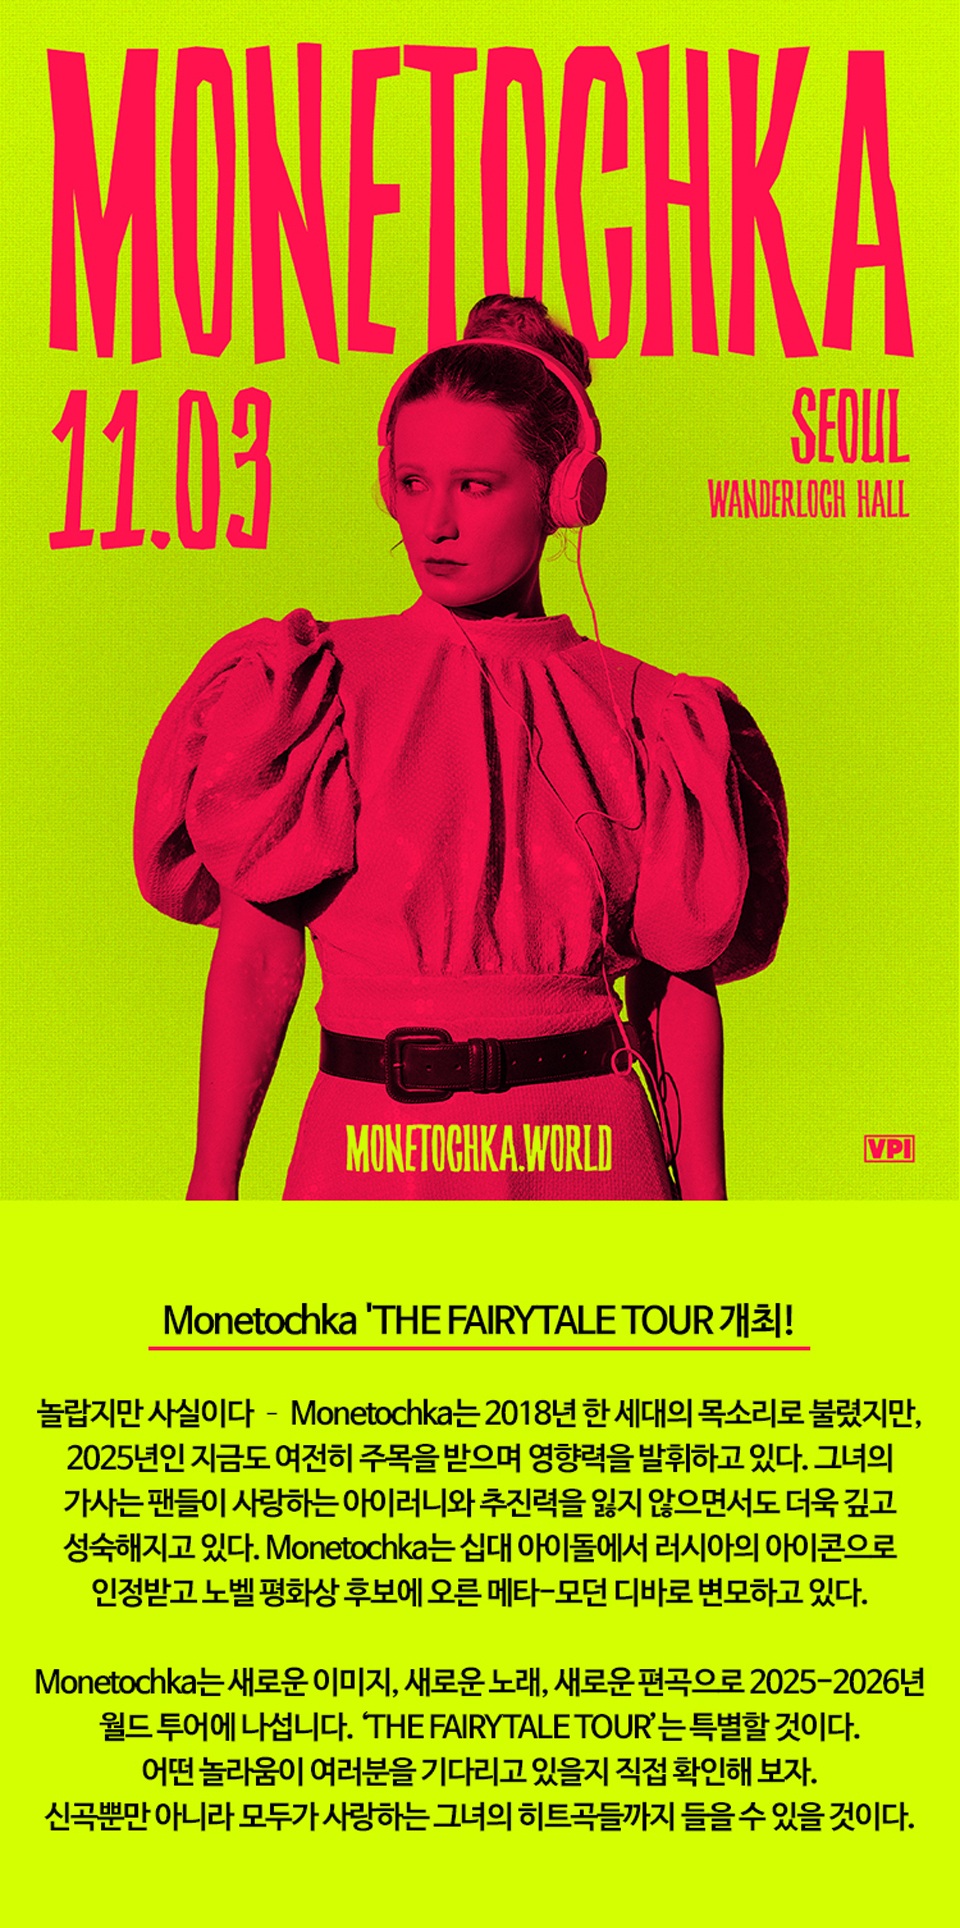 MONETOCHKA
11.03
SEOUL
WANDERLOCH HALL
MONETOCHKA.WORLD
VPI
Monetochka 'THE FAIRYTALE TOUR 개최!
놀랍지만 사실이다 - Monetochka는 2018년 한 세대의 목소리로 불렸지만,
2025년인 지금도 여전히 주목을 받으며 영향력을 발휘하고 있다. 그녀의
가사는 팬들이 사랑하는 아이러니와 추진력을 잃지 않으면서도 더욱 깊고
성숙해지고 있다. Monetochka는 십대 아이돌에서 러시아의 아이콘으로
인정받고 노벨 평화상 후보에 오른 메타-모던 디바로 변모하고 있다.
Monetochka는 새로운 이미지, 새로운 노래, 새로운 편곡으로 2025-2026년
월드 투어에 나섭니다. ‘THE FAIRYTALE TOUR’는 특별할 것이다.
어떤 놀라움이 여러분을 기다리고 있을지 직접 확인해 보자.
신곡뿐만 아니라 모두가 사랑하는 그녀의 히트곡들까지 들을 수 있을 것이다.